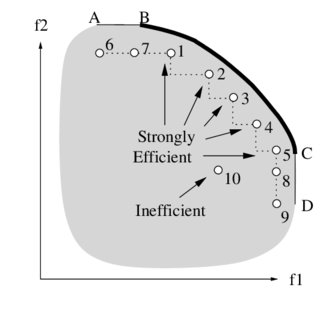 A B
f2
6 7 1
2
3
4
Strongly
Efficient
5 C
10 8
Inefficient
9 D
f1